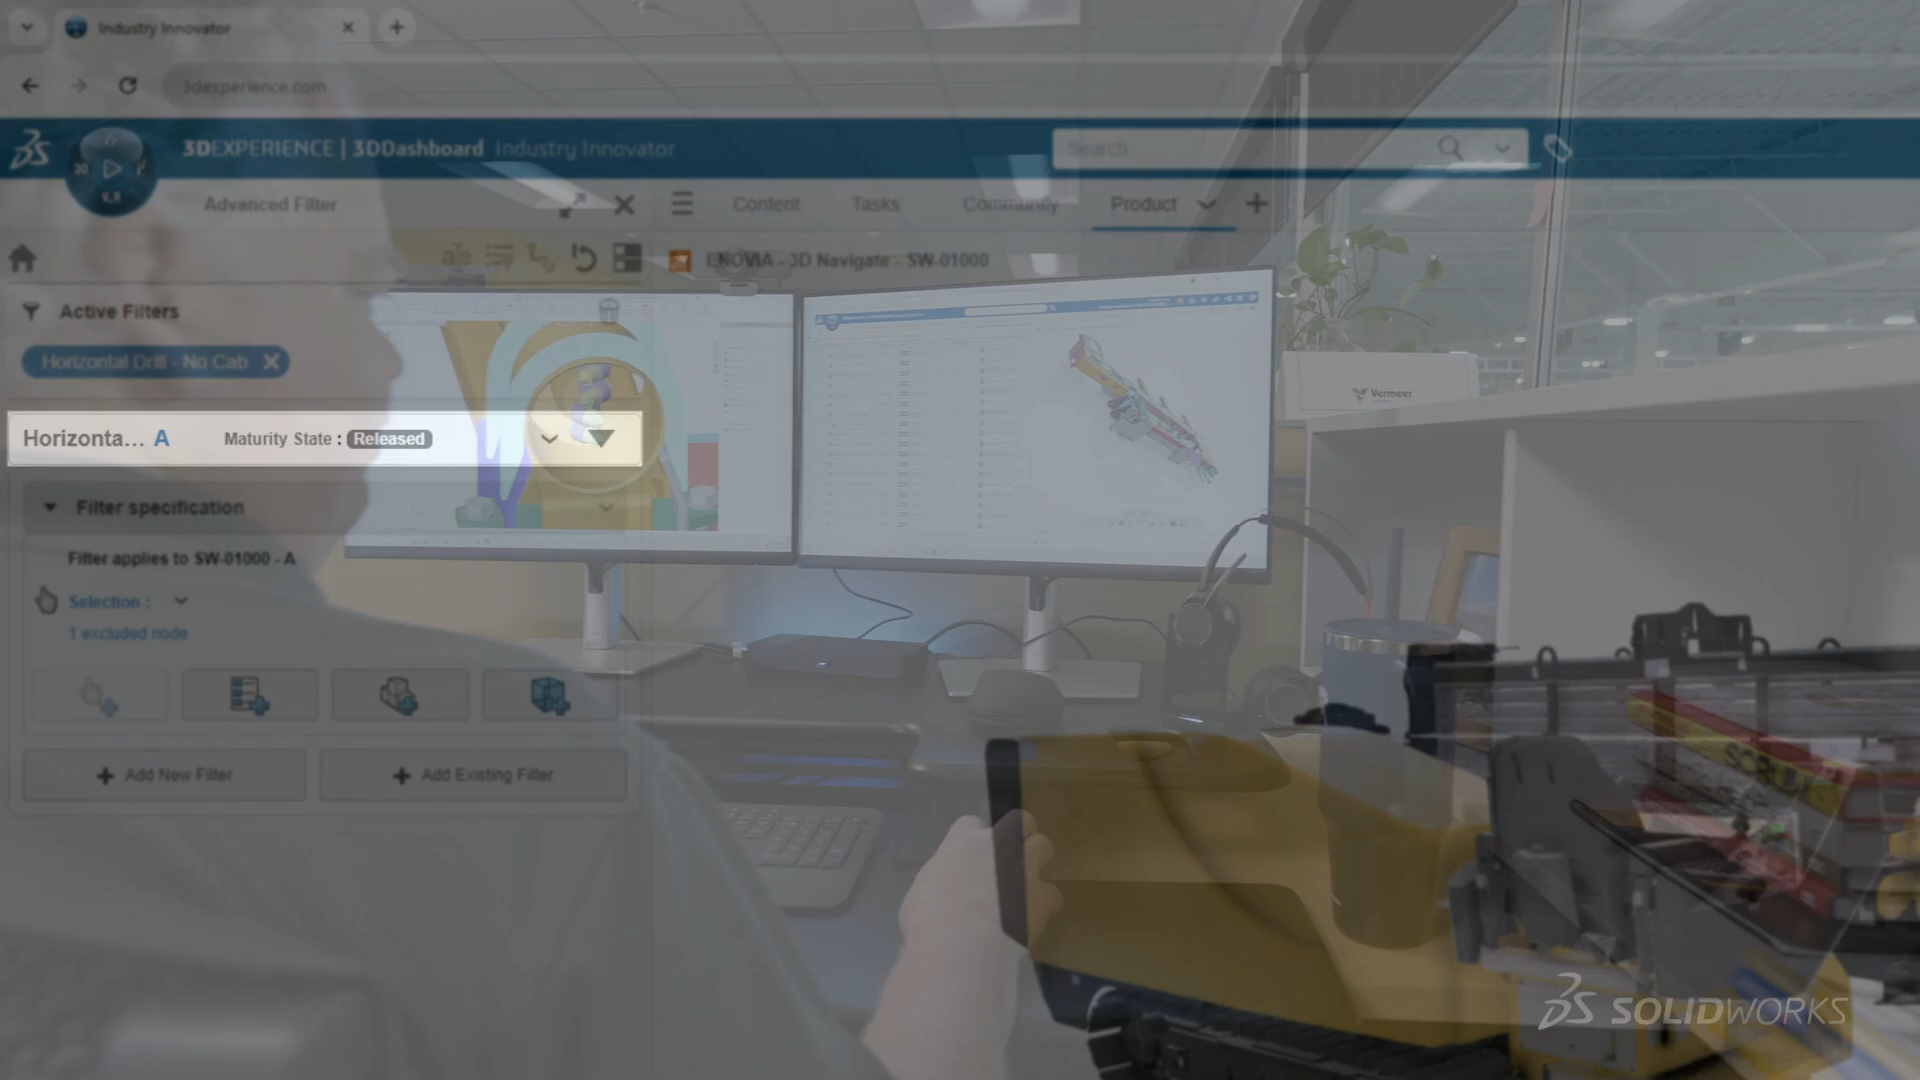 Industry Innovator
3dexperience.com
3DEXPERIENCE | 3DDashboard Industry Innovator
Search
3D
V.R
Advanced Filter
Content
Tasks
Community
Product
ENOVIA - 3D Navigate - SW-01000
Active Filters
Horizontal Drill - No Cab
Horizonta... A
Maturity State : Released
Filter specification
Filter applies to SW-01000 - A
Selection :
1 excluded node
Add New Filter
Add Existing Filter
Vermeer
SOLIDWORKS